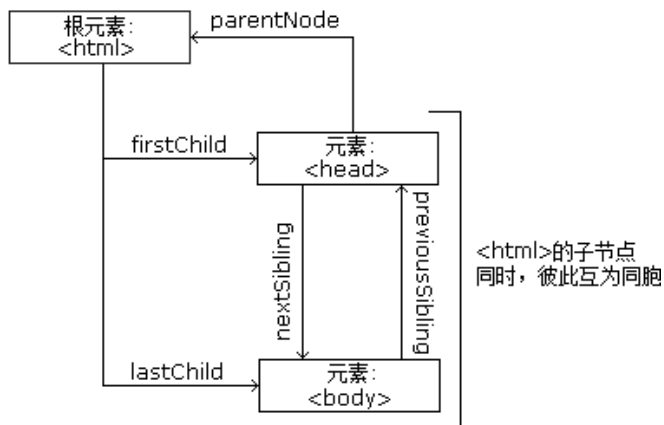 根元素:
<html>
parentNode
firstChild
元素:
<head>
nextSibling
previousSibling
<html>的子节点
同时，彼此互为同胞
lastChild
元素:
<body>